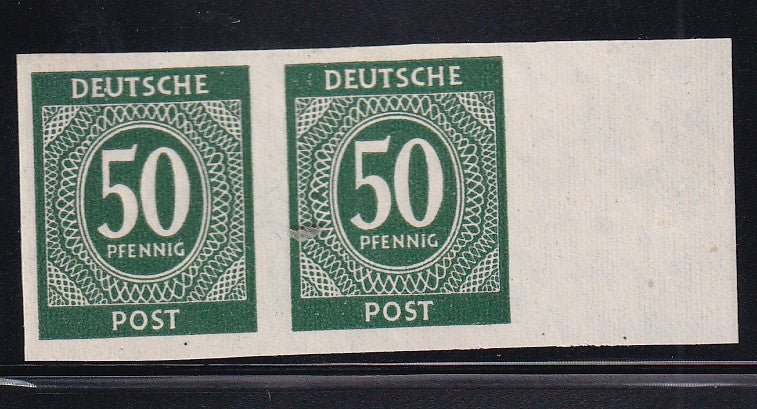 DEUTSCHE
50
PFENNIG
POST
DEUTSCHE
50
PFENNIG
POST